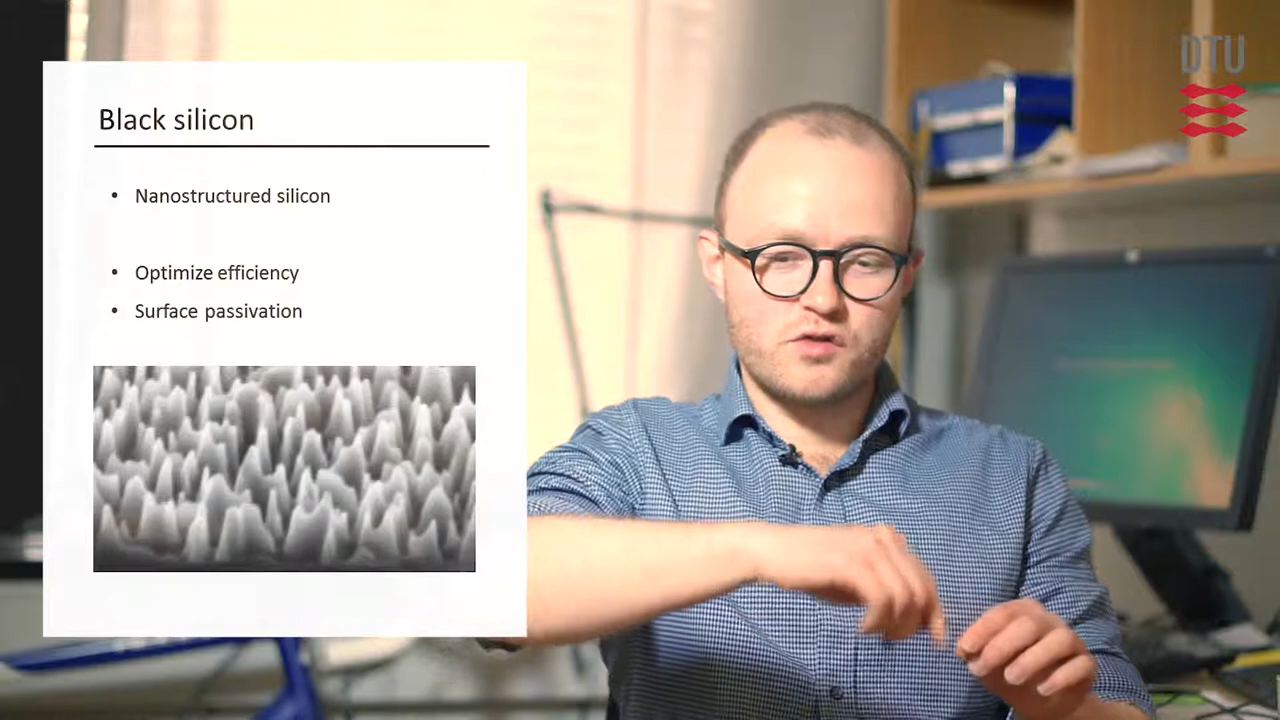 Black silicon
• Nanostructured silicon
• Optimize efficiency
• Surface passivation
DTU